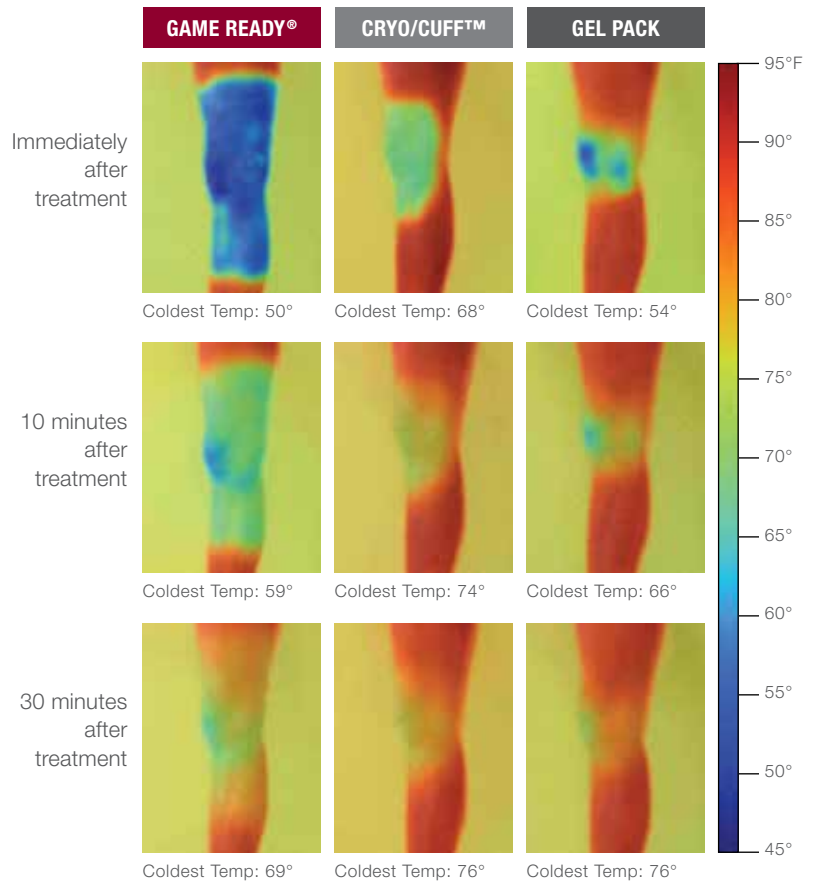 GAME READY®
CRYO/CUFF™
GEL PACK
Immediately
after
treatment
Coldest Temp: 50°
Coldest Temp: 68°
Coldest Temp: 54°
10 minutes
after
treatment
Coldest Temp: 59°
Coldest Temp: 74°
Coldest Temp: 66°
30 minutes
after
treatment
Coldest Temp: 69°
Coldest Temp: 76°
Coldest Temp: 76°
95°F
90°
85°
80°
75°
70°
65°
60°
55°
50°
45°